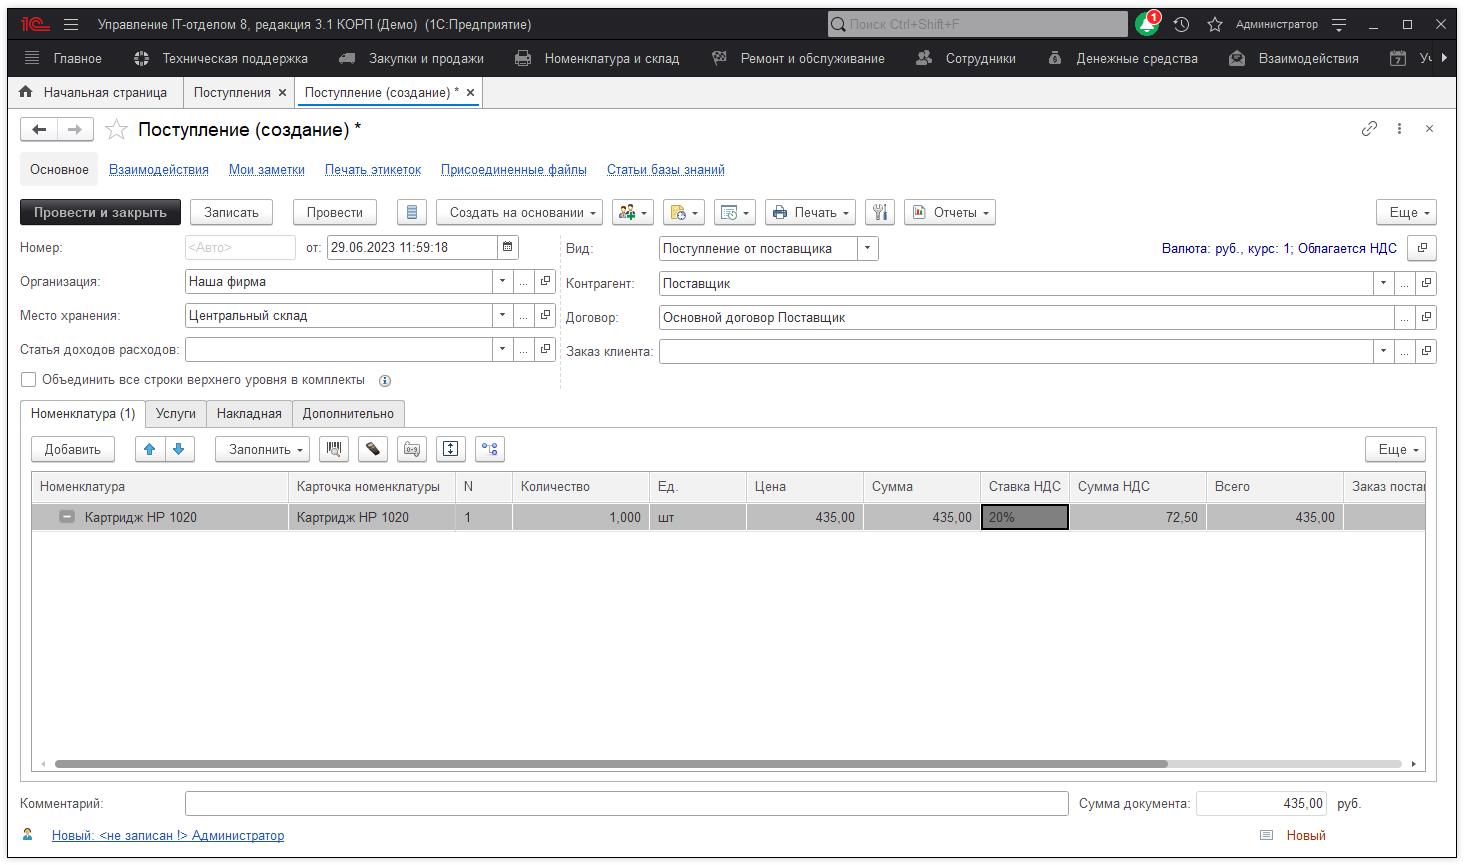 1С Управление IT-отделом 8, редакция 3.1 КОРП (Демо) (1С:Предприятие) Поиск Ctrl+Shift+F 1 Администратор
Главное Техническая поддержка Закупки и продажи Номенклатура и склад Ремонт и обслуживание Сотрудники Денежные средства Взаимодействия 7
Начальная страница Поступления × Поступление (создание) * ×
Поступление (создание) *
Основное Взаимодействия Мои заметки Печать этикеток Присоединенные файлы Статьи базы знаний
Провести и закрыть Записать Провести Создать на основании Печать Отчеты Еще
Номер: <Авто> от: 29.06.2023 11:59:18 Вид: Поступление от поставщика Валюта: руб., курс: 1; Облагается НДС
Организация: Наша фирма ... Контрагент: Поставщик ...
Место хранения: Центральный склад ... Договор: Основной договор Поставщик ...
Статья доходов расходов: ... Заказ клиента: ...
Объединить все строки верхнего уровня в комплекты
Номенклатура (1) Услуги Накладная Дополнительно
Добавить Заполнить 0-9 Еще
Номенклатура Карточка номенклатуры N Количество Ед. Цена Сумма Ставка НДС Сумма НДС Всего Заказ
Картридж HP 1020 Картридж HP 1020 1 1,000 шт 435,00 435,00 20% 72,50 435,00
Комментарий: Сумма документа: 435,00 руб.
Новый: <не записан !> Администратор Новый